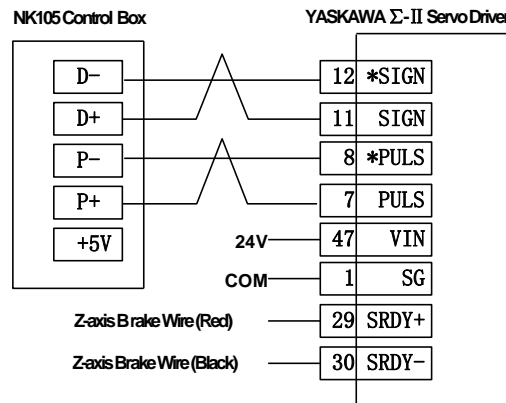 NK105 Control Box
YASKAWA Σ-II Servo Driver
D- 12 *SIGN
D+ 11 SIGN
P- 8 *PULS
P+ 7 PULS
+5V 24V 47 VIN
COM 1 SG
Z-axis Brake Wire (Red) 29 SRDY+
Z-axis Brake Wire (Black) 30 SRDY-